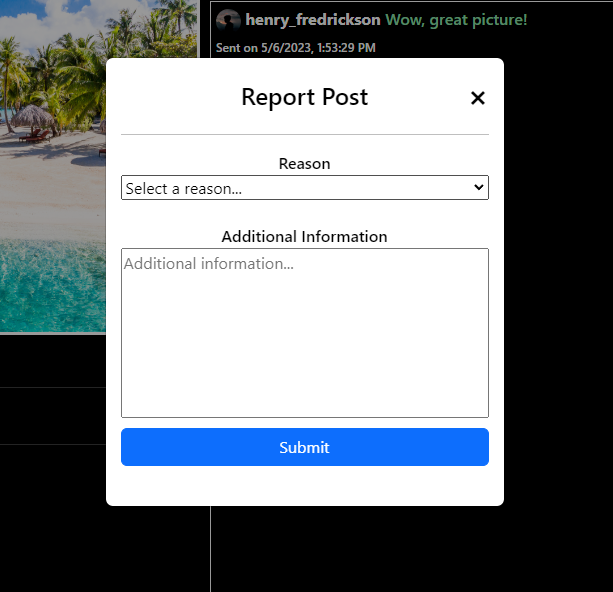 henry_fredrickson Wow, great picture!
Sent on 5/6/2023, 1:53:29 PM
Report Post ×
Reason
Select a reason...
Additional Information
Additional information...
Submit